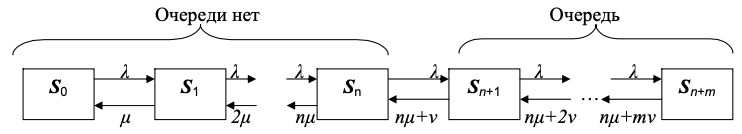 Очереди нет Очередь
λ λ λ λ λ
S0 S1 Sn Sn+1 Sn+m
μ 2μ nμ nμ+ν nμ+2ν … nμ+mν